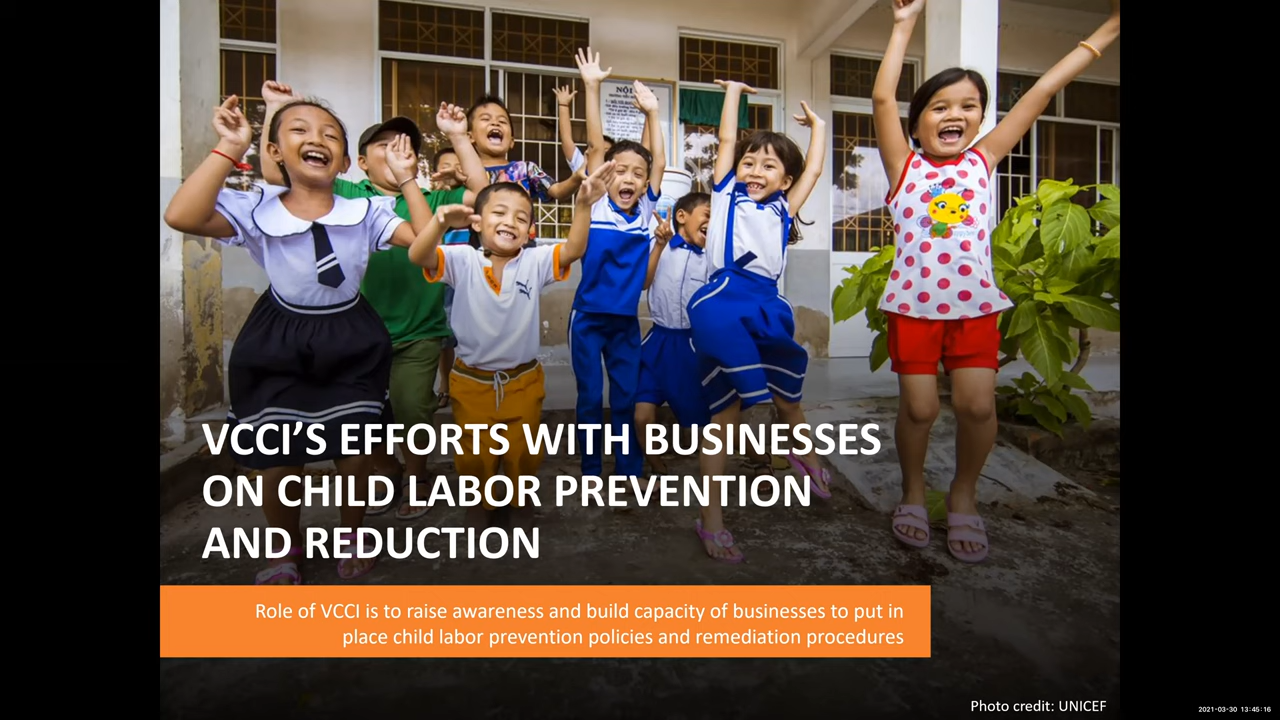 NỘI
VCCI'S EFFORTS WITH BUSINESSES
ON CHILD LABOR PREVENTION
AND REDUCTION
Role of VCCI is to raise awareness and build capacity of businesses to put in
place child labor prevention policies and remediation procedures
Photo credit: UNICEF
2021-03-30 13:45:16